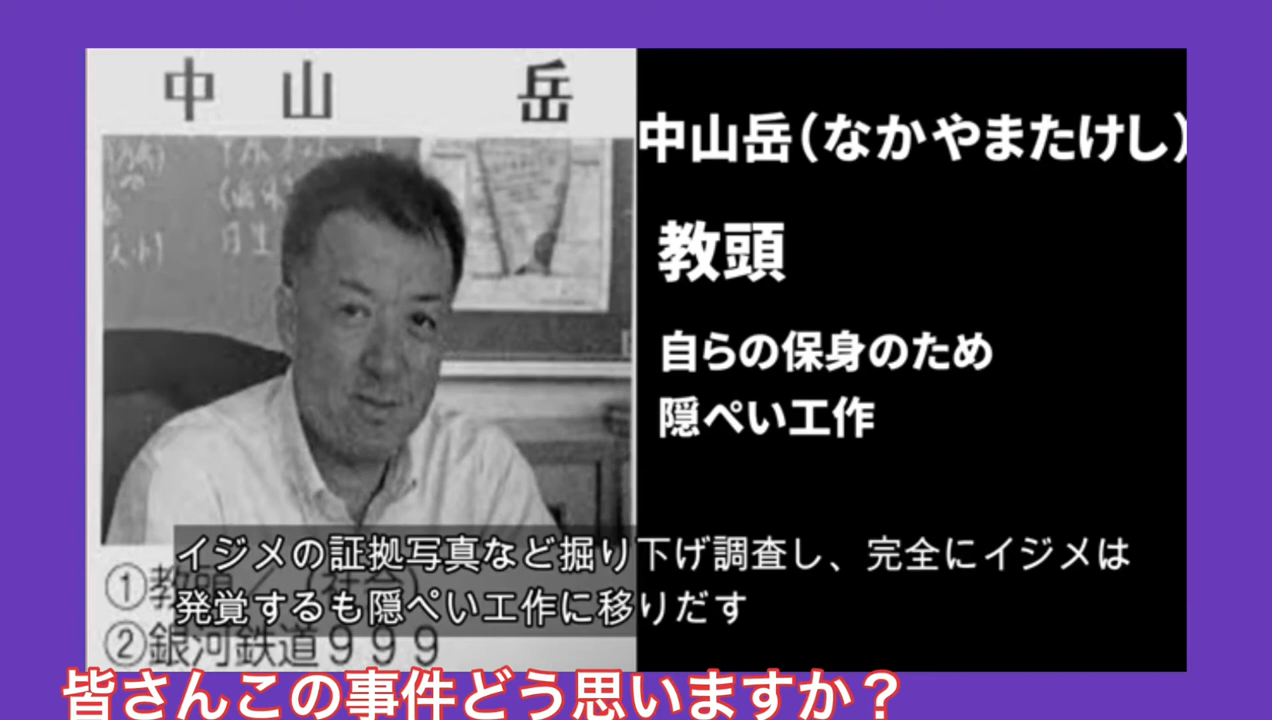 中山 岳
中山岳(なかやまたけし)
教頭
自らの保身のため
隠ぺい工作
イジメの証拠写真など掘り下げ調査し、完全にイジメは
発覚するも隠ぺい工作に移りだす
①教頭／(社会)
②銀河鉄道９９９
皆さんこの事件どう思いますか？